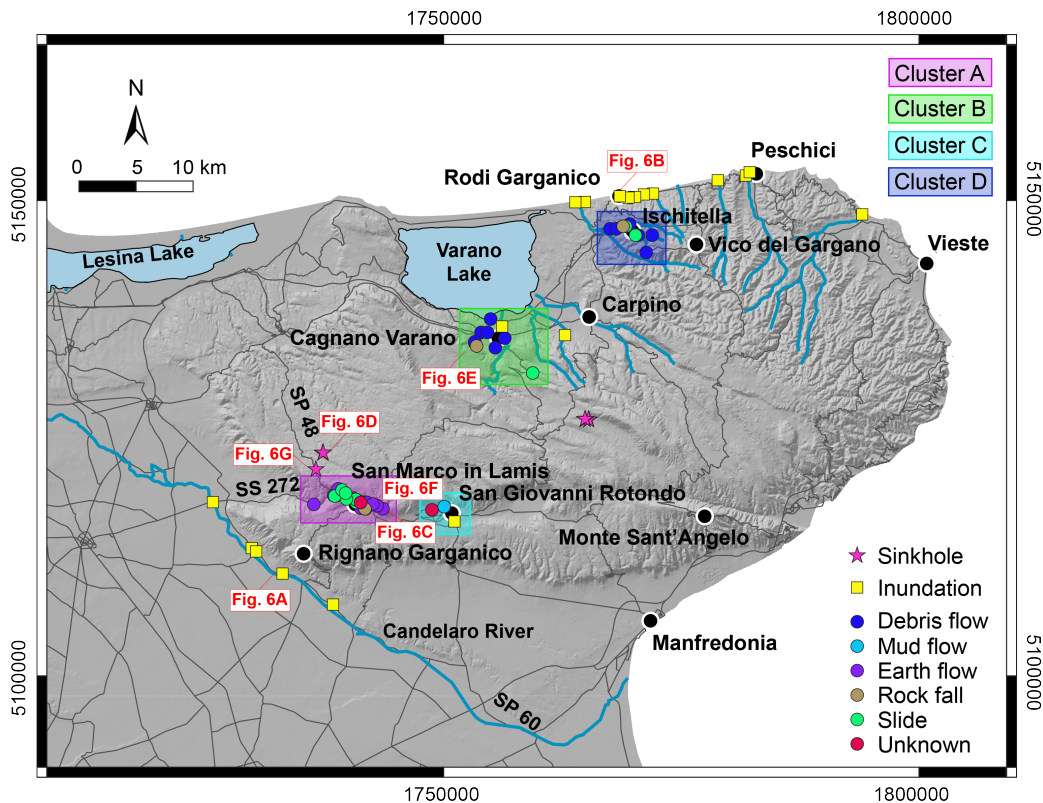 1750000
1800000
Cluster A
Cluster B
Cluster C
Cluster D
N
0
5
10 km
Peschici
Fig. 6B
Rodi Garganico
5150000
5150000
Ischitella
Vico del Gargano
Vieste
Lesina Lake
Varano
Lake
Carpino
Cagnano Varano
Fig. 6E
SP 48
Fig. 6D
Fig. 6G
San Marco in Lamis
SS 272
Fig. 6F
San Giovanni Rotondo
Fig. 6C
Monte Sant'Angelo
Rignano Garganico
Fig. 6A
Candelaro River
Manfredonia
SP 60
5100000
5100000
Sinkhole
Inundation
Debris flow
Mud flow
Earth flow
Rock fall
Slide
Unknown
1750000
1800000